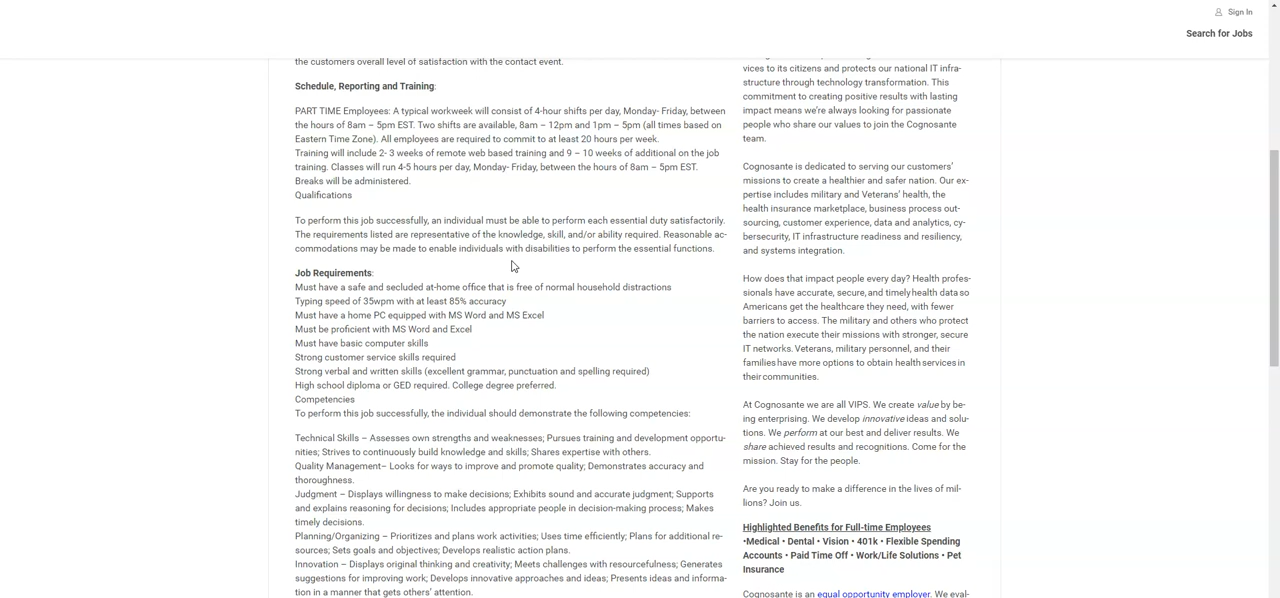 Sign In
Search for Jobs
the customers overall level of satisfaction with the contact event.
Schedule, Reporting and Training:
PART TIME Employees: A typical workweek will consist of 4-hour shifts per day, Monday- Friday, between
the hours of 8am – 5pm EST. Two shifts are available, 8am – 12pm and 1pm – 5pm (all times based on
Eastern Time Zone). All employees are required to commit to at least 20 hours per week.
Training will include 2- 3 weeks of remote web based training and 9 – 10 weeks of additional on the job
training. Classes will run 4-5 hours per day, Monday- Friday, between the hours of 8am – 5pm EST.
Breaks will be administered.
Qualifications
To perform this job successfully, an individual must be able to perform each essential duty satisfactorily.
The requirements listed are representative of the knowledge, skill, and/or ability required. Reasonable ac-
commodations may be made to enable individuals with disabilities to perform the essential functions.
Job Requirements:
Must have a safe and secluded at-home office that is free of normal household distractions
Typing speed of 35wpm with at least 85% accuracy
Must have a home PC equipped with MS Word and MS Excel
Must be proficient with MS Word and Excel
Must have basic computer skills
Strong customer service skills required
Strong verbal and written skills (excellent grammar, punctuation and spelling required)
High school diploma or GED required. College degree preferred.
Competencies
To perform this job successfully, the individual should demonstrate the following competencies:
Technical Skills – Assesses own strengths and weaknesses; Pursues training and development opportu-
nities; Strives to continuously build knowledge and skills; Shares expertise with others.
Quality Management– Looks for ways to improve and promote quality; Demonstrates accuracy and
thoroughness.
Judgment – Displays willingness to make decisions; Exhibits sound and accurate judgment; Supports
and explains reasoning for decisions; Includes appropriate people in decision-making process; Makes
timely decisions.
Planning/Organizing – Prioritizes and plans work activities; Uses time efficiently; Plans for additional re-
sources; Sets goals and objectives; Develops realistic action plans.
Innovation – Displays original thinking and creativity; Meets challenges with resourcefulness; Generates
suggestions for improving work; Develops innovative approaches and ideas; Presents ideas and informa-
tion in a manner that gets others' attention.
vices to its citizens and protects our national IT infra-
structure through technology transformation. This
commitment to creating positive results with lasting
impact means we're always looking for passionate
people who share our values to join the Cognosante
team.
Cognosante is dedicated to serving our customers'
missions to create a healthier and safer nation. Our ex-
pertise includes military and Veterans' health, the
health insurance marketplace, business process out-
sourcing, customer experience, data and analytics, cy-
bersecurity, IT infrastructure readiness and resiliency,
and systems integration.
How does that impact people every day? Health profes-
sionals have accurate, secure, and timely health data so
Americans get the healthcare they need, with fewer
barriers to access. The military and others who protect
the nation execute their missions with stronger, secure
IT networks. Veterans, military personnel, and their
families have more options to obtain health services in
their communities.
At Cognosante we are all VIPS. We create value by be-
ing enterprising. We develop innovative ideas and solu-
tions. We perform at our best and deliver results. We
share achieved results and recognitions. Come for the
mission. Stay for the people.
Are you ready to make a difference in the lives of mil-
lions? Join us.
Highlighted Benefits for Full-time Employees
•Medical • Dental • Vision • 401k • Flexible Spending
Accounts • Paid Time Off • Work/Life Solutions • Pet
Insurance
Cognosante is an equal opportunity employer. We eval-